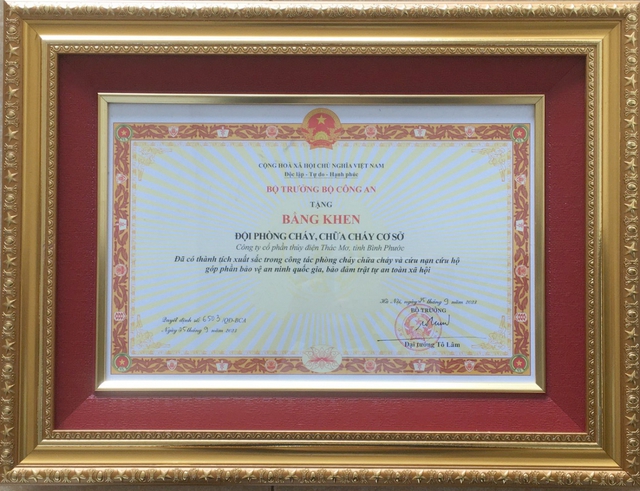 CỘNG HOÀ XÃ HỘI CHỦ NGHĨA VIỆT NAM
Độc lập - Tự do - Hạnh phúc
BỘ TRƯỞNG BỘ CÔNG AN
TẶNG
BẰNG KHEN
ĐỘI PHÒNG CHÁY, CHỮA CHÁY CƠ SỞ
Công ty cổ phần thủy điện Thác Mơ, tỉnh Bình Phước
Đã có thành tích xuất sắc trong công tác phòng cháy chữa cháy và cứu nạn cứu hộ
góp phần bảo vệ an ninh quốc gia, bảo đảm trật tự an toàn xã hội
Hà Nội, ngày 15 tháng 9 năm
BỘ TRƯỞNG
Quyết định số: 6513/QĐ-BCA
Ngày 15 tháng 9 năm
Đại tướng Tô Lâm